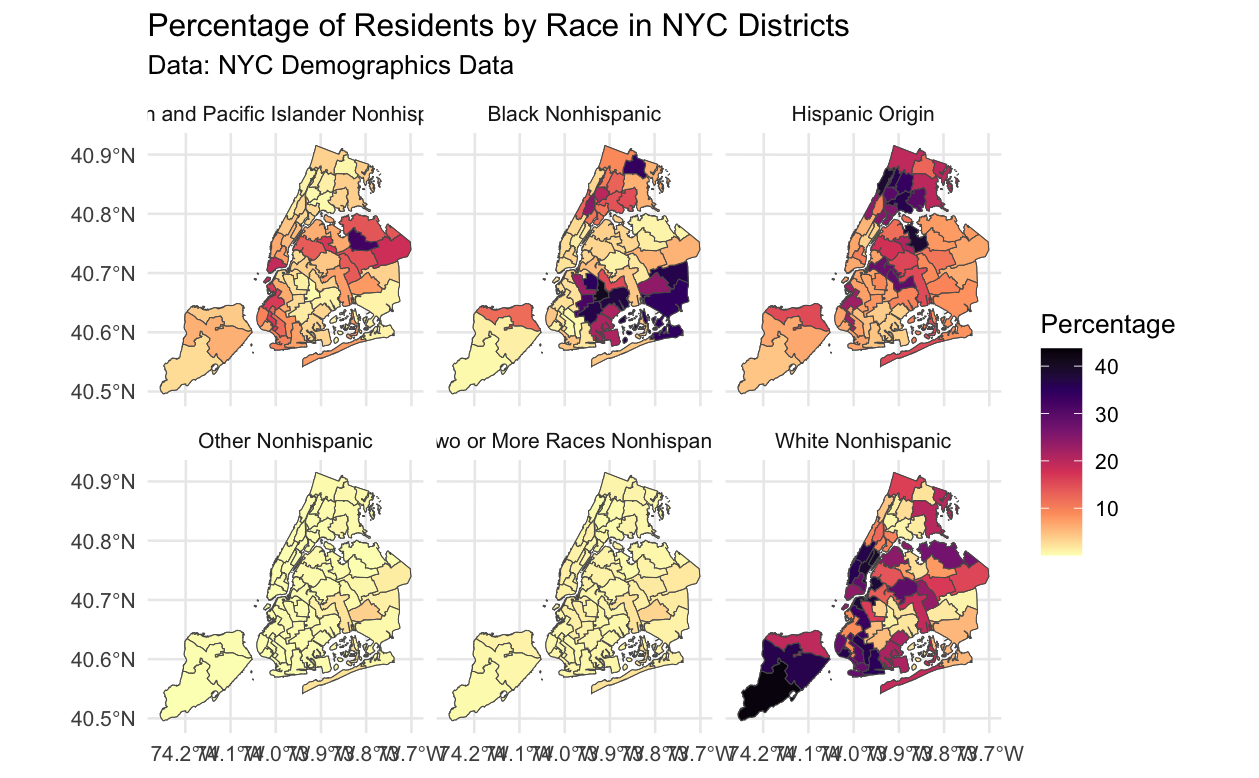 Percentage of Residents by Race in NYC Districts
Data: NYC Demographics Data
n and Pacific Islander Nonhisp
Black Nonhispanic
Hispanic Origin
40.9°N
40.8°N
40.7°N
40.6°N
40.5°N
Other Nonhispanic
wo or More Races Nonhispan
White Nonhispanic
40.9°N
40.8°N
40.7°N
40.6°N
40.5°N
74.2°W 74.1°W 74.0°W 73.9°W 73.8°W 73.7°W
74.2°W 74.1°W 74.0°W 73.9°W 73.8°W 73.7°W
74.2°W 74.1°W 74.0°W 73.9°W 73.8°W 73.7°W
Percentage
40
30
20
10